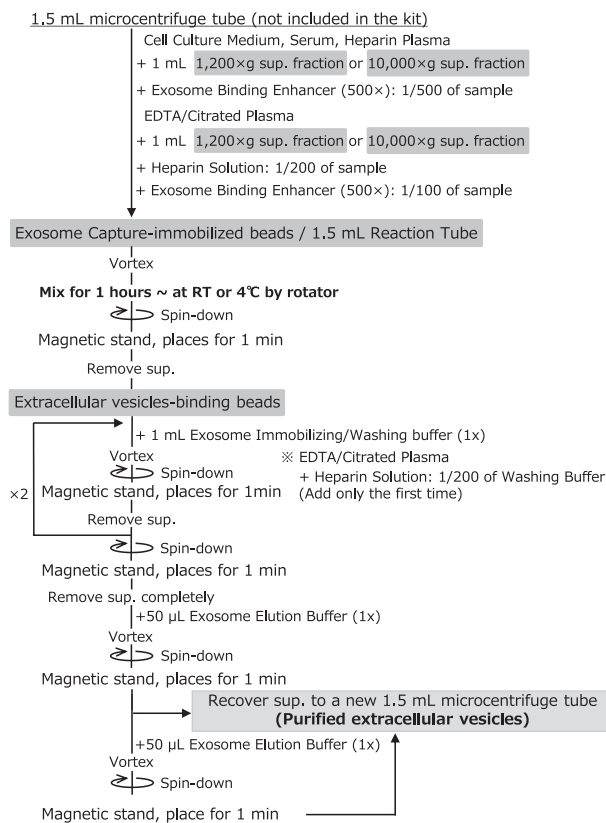 1.5 mL microcentrifuge tube (not included in the kit)
Cell Culture Medium, Serum, Heparin Plasma
+ 1 mL 1,200×g sup. fraction or 10,000×g sup. fraction
+ Exosome Binding Enhancer (500×): 1/500 of sample
EDTA/Citrated Plasma
+ 1 mL 1,200×g sup. fraction or 10,000×g sup. fraction
+ Heparin Solution: 1/200 of sample
+ Exosome Binding Enhancer (500×): 1/100 of sample
Exosome Capture-immobilized beads / 1.5 mL Reaction Tube
Vortex
Mix for 1 hours ~ at RT or 4℃ by rotator
Spin-down
Magnetic stand, places for 1 min
Remove sup.
Extracellular vesicles-binding beads
+ 1 mL Exosome Immobilizing/Washing buffer (1x)
Vortex
※ EDTA/Citrated Plasma
Spin-down
+ Heparin Solution: 1/200 of Washing Buffer
×2
Magnetic stand, places for 1min
(Add only the first time)
Remove sup.
Spin-down
Magnetic stand, places for 1 min
Remove sup. completely
+50 µL Exosome Elution Buffer (1x)
Vortex
Spin-down
Magnetic stand, places for 1 min
Recover sup. to a new 1.5 mL microcentrifuge tube
(Purified extracellular vesicles)
+50 µL Exosome Elution Buffer (1x)
Vortex
Spin-down
Magnetic stand, place for 1 min